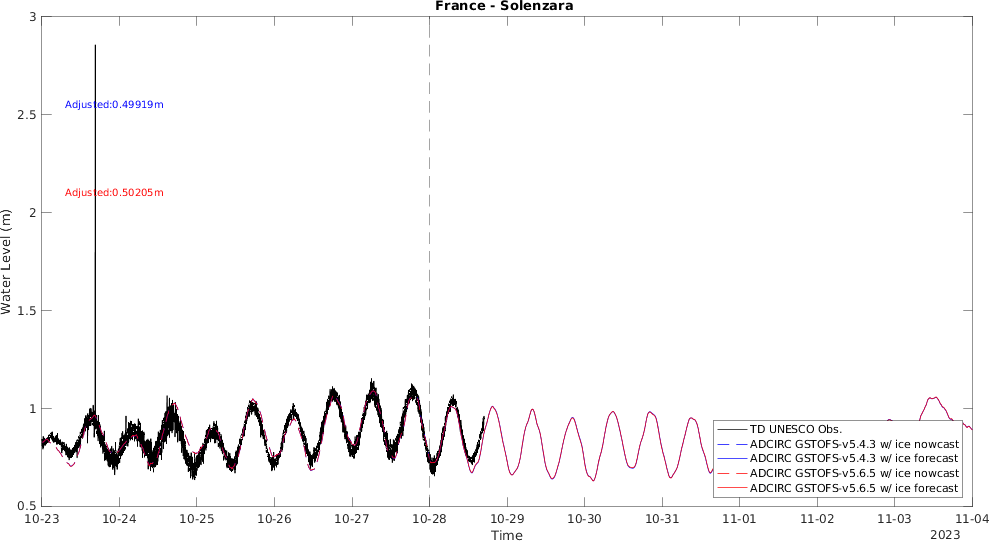 France - Solenzara
3
2.5
2
1.5
1
0.5
Water Level (m)
Adjusted:0.49919m
Adjusted:0.50205m
TD UNESCO Obs.
ADCIRC GSTOFS-v5.4.3 w/ ice nowcast
ADCIRC GSTOFS-v5.4.3 w/ ice forecast
ADCIRC GSTOFS-v5.6.5 w/ ice nowcast
ADCIRC GSTOFS-v5.6.5 w/ ice forecast
10-23 10-24 10-25 10-26 10-27 10-28 10-29 10-30 10-31 11-01 11-02 11-03 11-04
Time
2023